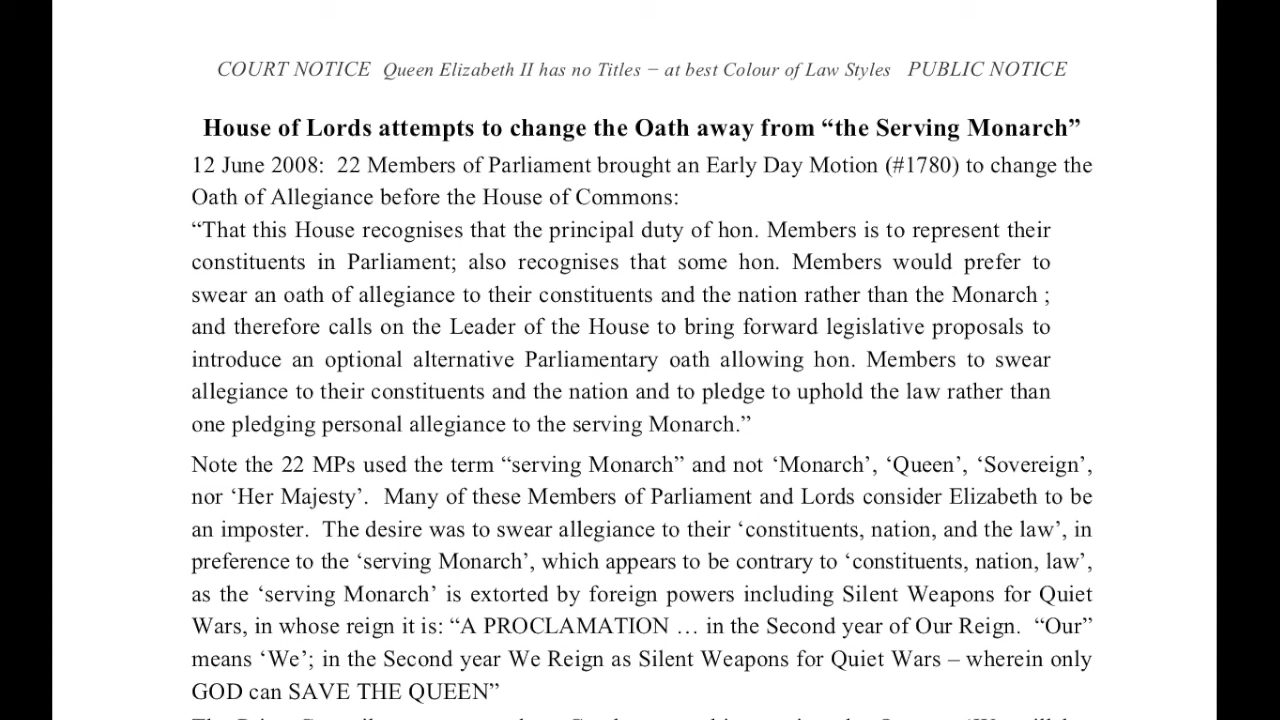 COURT NOTICE Queen Elizabeth II has no Titles − at best Colour of Law Styles PUBLIC NOTICE
House of Lords attempts to change the Oath away from “the Serving Monarch”
12 June 2008: 22 Members of Parliament brought an Early Day Motion (#1780) to change the
Oath of Allegiance before the House of Commons:
“That this House recognises that the principal duty of hon. Members is to represent their
constituents in Parliament; also recognises that some hon. Members would prefer to
swear an oath of allegiance to their constituents and the nation rather than the Monarch ;
and therefore calls on the Leader of the House to bring forward legislative proposals to
introduce an optional alternative Parliamentary oath allowing hon. Members to swear
allegiance to their constituents and the nation and to pledge to uphold the law rather than
one pledging personal allegiance to the serving Monarch.”
Note the 22 MPs used the term “serving Monarch” and not ‘Monarch’, ‘Queen’, ‘Sovereign’,
nor ‘Her Majesty’. Many of these Members of Parliament and Lords consider Elizabeth to be
an imposter. The desire was to swear allegiance to their ‘constituents, nation, and the law’, in
preference to the ‘serving Monarch’, which appears to be contrary to ‘constituents, nation, law’,
as the ‘serving Monarch’ is extorted by foreign powers including Silent Weapons for Quiet
Wars, in whose reign it is: “A PROCLAMATION … in the Second year of Our Reign. “Our”
means ‘We’; in the Second year We Reign as Silent Weapons for Quiet Wars – wherein only
GOD can SAVE THE QUEEN”